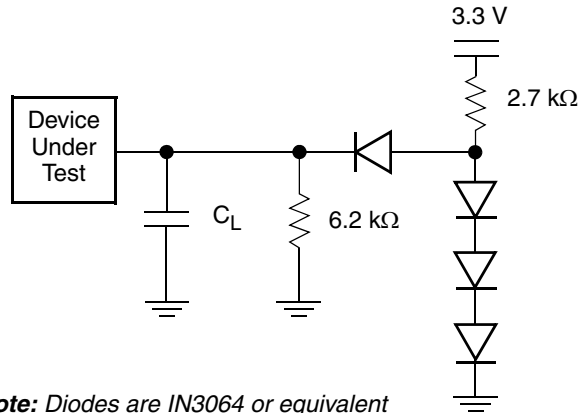 3.3 V
2.7 kΩ
Device
Under
Test
C_L
6.2 kΩ
ote: Diodes are IN3064 or equivalent